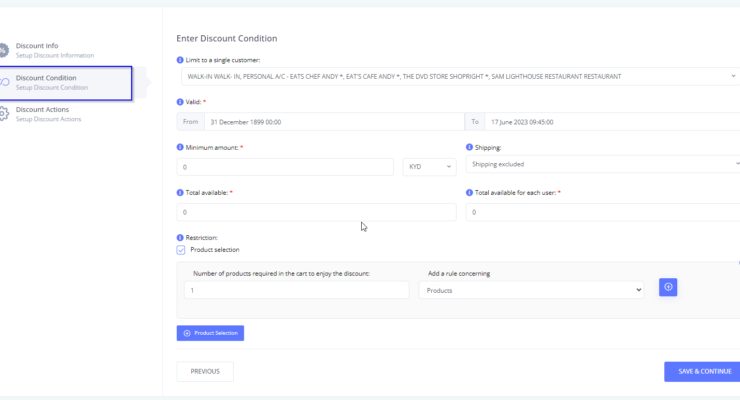 Enter Discount Condition
Discount Info
Setup Discount Information
Discount Condition
Setup Discount Condition
Discount Actions
Setup Discount Actions
Limit to a single customer:
WALK-IN WALK- IN, PERSONAL A/C - EATS CHEF ANDY *, EAT'S CAFE ANDY *, THE DVD STORE SHOPRIGHT *, SAM LIGHTHOUSE RESTAURANT RESTAURANT
Valid: *
From 31 December 1899 00:00 To 17 June 2023 09:45:00
Minimum amount: * Shipping:
0 KYD Shipping excluded
Total available: * Total available for each user: *
0 0
Restriction:
Product selection
Number of products required in the cart to enjoy the discount: Add a rule concerning
1 Products
Product Selection
PREVIOUS SAVE & CONTINUE